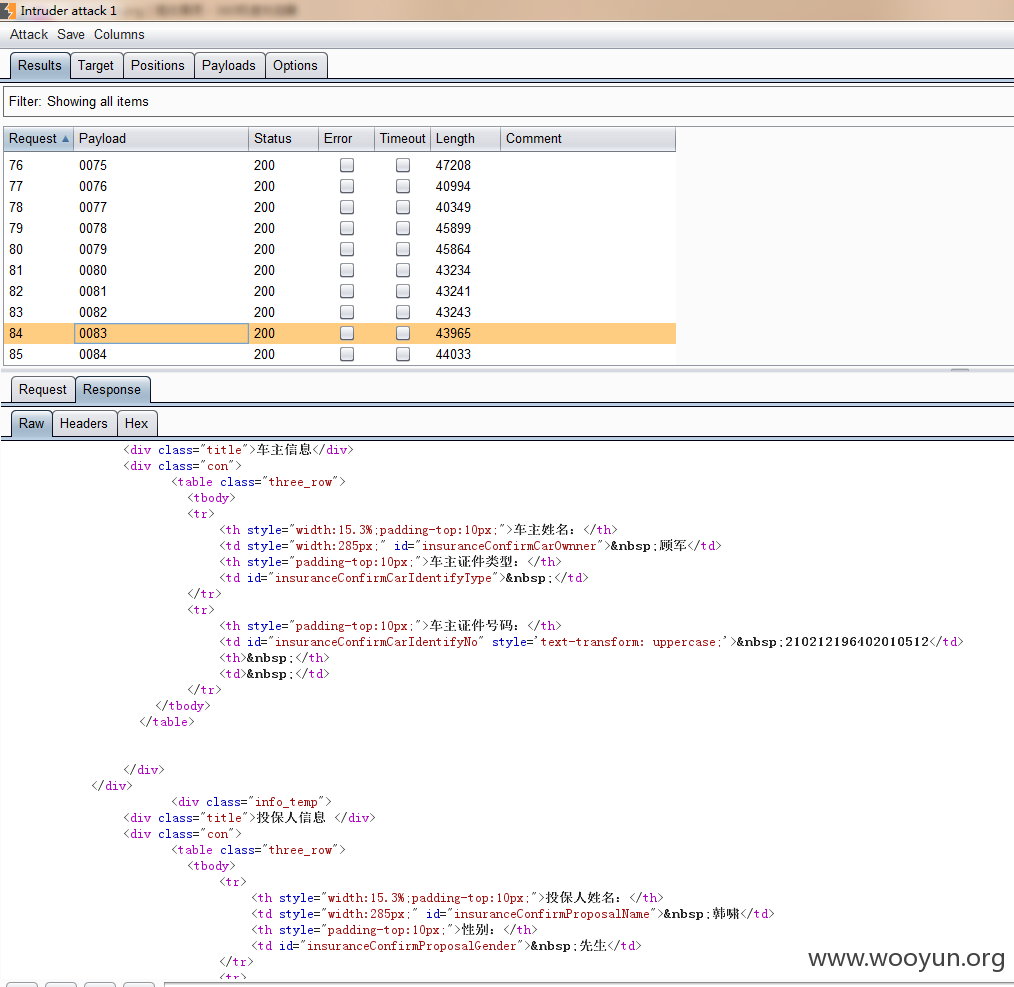 Intruder attack 1
Attack Save Columns
Results Target Positions Payloads Options
Filter: Showing all items
Request Payload Status Error Timeout Length Comment
76 0075 200 47208
77 0076 200 40994
78 0077 200 40349
79 0078 200 45899
80 0079 200 45864
81 0080 200 43234
82 0081 200 43241
83 0082 200 43243
84 0083 200 43965
85 0084 200 44033
Request Response
Raw Headers Hex
<div class="title">车主信息</div>
<div class="con">
<table class="three_row">
<tbody>
<tr>
<th style="width:15.3%;padding-top:10px;">车主姓名：</th>
<td style="width:285px;" id="insuranceConfirmCarOwnner">&nbsp;顾军</td>
<th style="padding-top:10px;">车主证件类型：</th>
<td id="insuranceConfirmCarIdentifyType">&nbsp;</td>
</tr>
<tr>
<th style="padding-top:10px;">车主证件号码：</th>
<td id="insuranceConfirmCarIdentifyNo" style='text-transform: uppercase;'>&nbsp;210212196402010512</td>
<th>&nbsp;</th>
<td>&nbsp;</td>
</tr>
</tbody>
</table>
</div>
</div>
<div class="info_temp">
<div class="title">投保人信息 </div>
<div class="con">
<table class="three_row">
<tbody>
<tr>
<th style="width:15.3%;padding-top:10px;">投保人姓名：</th>
<td style="width:285px;" id="insuranceConfirmProposalName">&nbsp;韩啸</td>
<th style="padding-top:10px;">性别：</th>
<td id="insuranceConfirmProposalGender">&nbsp;先生</td>
</tr>
<tr>
www.wooyun.org